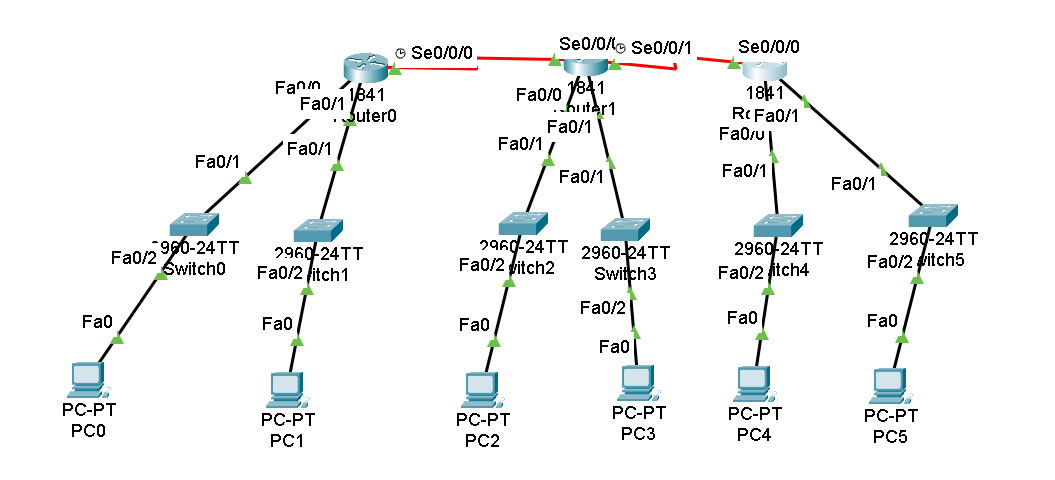 Se0/0/0
Se0/0/0
Se0/0/1
Se0/0/0
Fa0/0
Fa0/1
1841
Router0
Fa0/0
1841
Router1
Fa0/1
1841
Fa0/1
Fa0/0
Fa0/1
Fa0/1
Fa0/1
Fa0/1
Fa0/1
Fa0/1
2960-24TT
Switch0
Fa0/2
2960-24TT
Fa0/2
2960-24TT
Fa0/2
2960-24TT
Switch3
Fa0/2
2960-24TT
Fa0/2
2960-24TT
Fa0/2
Fa0
Fa0
Fa0
Fa0
Fa0
Fa0
PC-PT
PC0
PC-PT
PC1
PC-PT
PC2
PC-PT
PC3
PC-PT
PC4
PC-PT
PC5